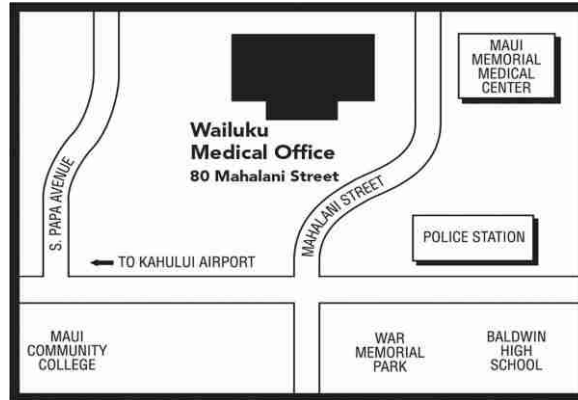 MAUI
MEMORIAL
MEDICAL
CENTER
Wailuku
Medical Office
80 Mahalani Street
S. PAPA AVENUE
MAHALANI STREET
POLICE STATION
TO KAHULUI AIRPORT
MAUI
COMMUNITY
COLLEGE
WAR
MEMORIAL
PARK
BALDWIN
HIGH
SCHOOL